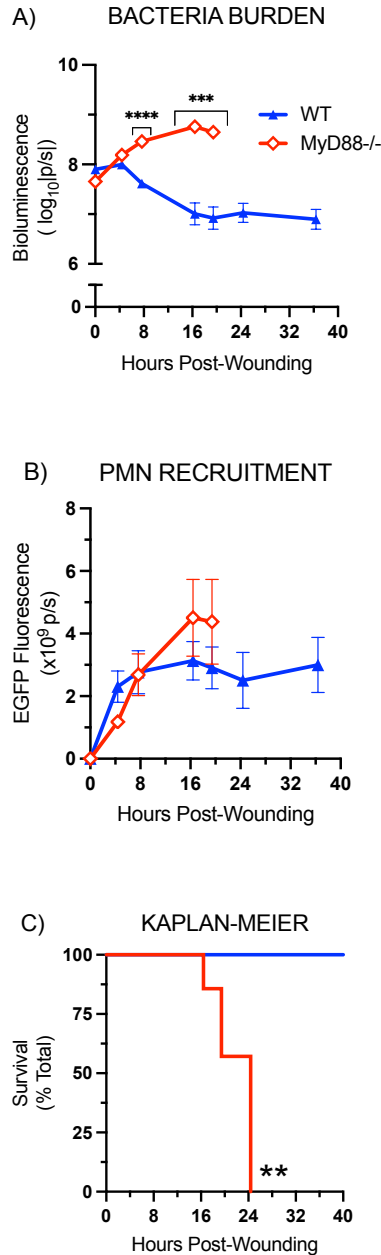 A) BACTERIA BURDEN
10
8
6
0
Bioluminescence
( log10|p/s|)
****
***
WT
MyD88-/-
0 8 16 24 32 40
Hours Post-Wounding
B) PMN RECRUITMENT
8
6
4
2
0
EGFP Fluorescence
(x10⁹ p/s)
0 8 16 24 32 40
Hours Post-Wounding
C) KAPLAN-MEIER
100
75
50
25
0
Survival
(% Total)
**
0 8 16 24 32 40
Hours Post-Wounding